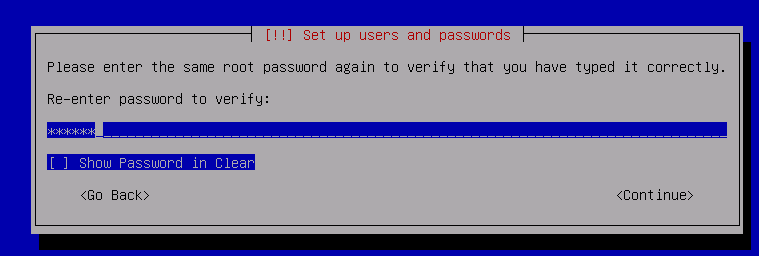 [!!] Set up users and passwords
Please enter the same root password again to verify that you have typed it correctly.
Re-enter password to verify:
******
[ ] Show Password in Clear
<Go Back> <Continue>